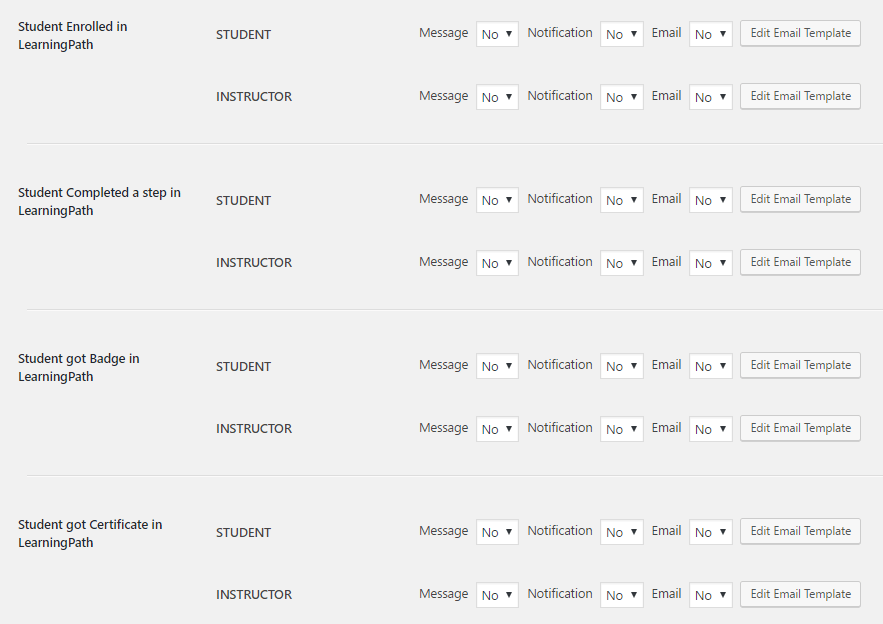 Student Enrolled in
LearningPath
STUDENT Message No Notification No Email No Edit Email Template
INSTRUCTOR Message No Notification No Email No Edit Email Template
Student Completed a step in
LearningPath
STUDENT Message No Notification No Email No Edit Email Template
INSTRUCTOR Message No Notification No Email No Edit Email Template
Student got Badge in
LearningPath
STUDENT Message No Notification No Email No Edit Email Template
INSTRUCTOR Message No Notification No Email No Edit Email Template
Student got Certificate in
LearningPath
STUDENT Message No Notification No Email No Edit Email Template
INSTRUCTOR Message No Notification No Email No Edit Email Template